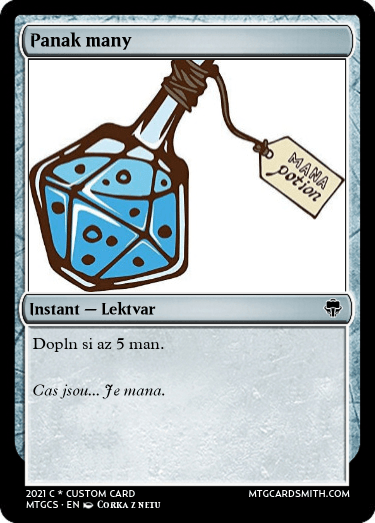 Panak many
MANA
potion
Instant — Lektvar
Dopln si az 5 man.
Cas jsou... Je mana.
2021 C * CUSTOM CARD
MTGCARDSMITH.COM
MTGCS · EN CORKA Z NETU